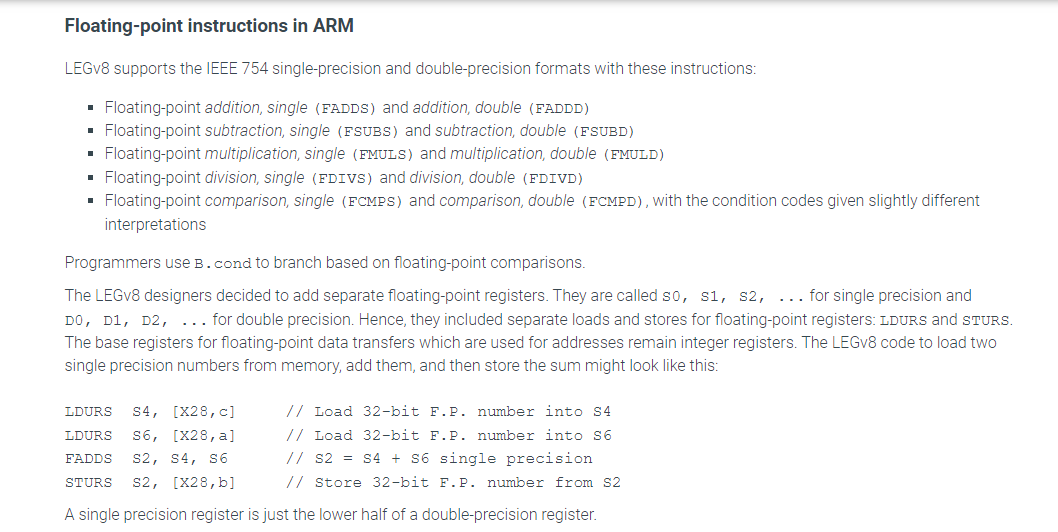 Floating-point instructions in ARM
LEGv8 supports the IEEE 754 single-precision and double-precision formats with these instructions:
▪ Floating-point addition, single (FADDS) and addition, double (FADDD)
▪ Floating-point subtraction, single (FSUBS) and subtraction, double (FSUBD)
▪ Floating-point multiplication, single (FMULS) and multiplication, double (FMULD)
▪ Floating-point division, single (FDIVS) and division, double (FDIVD)
▪ Floating-point comparison, single (FCMPS) and comparison, double (FCMPD), with the condition codes given slightly different
interpretations
Programmers use B.cond to branch based on floating-point comparisons.
The LEGv8 designers decided to add separate floating-point registers. They are called S0, S1, S2, ... for single precision and
D0, D1, D2, ... for double precision. Hence, they included separate loads and stores for floating-point registers: LDURS and STURS.
The base registers for floating-point data transfers which are used for addresses remain integer registers. The LEGv8 code to load two
single precision numbers from memory, add them, and then store the sum might look like this:
LDURS S4, [X28,c] // Load 32-bit F.P. number into S4
LDURS S6, [X28,a] // Load 32-bit F.P. number into S6
FADDS S2, S4, S6 // S2 = S4 + S6 single precision
STURS S2, [X28,b] // Store 32-bit F.P. number from S2
A single precision register is just the lower half of a double-precision register.